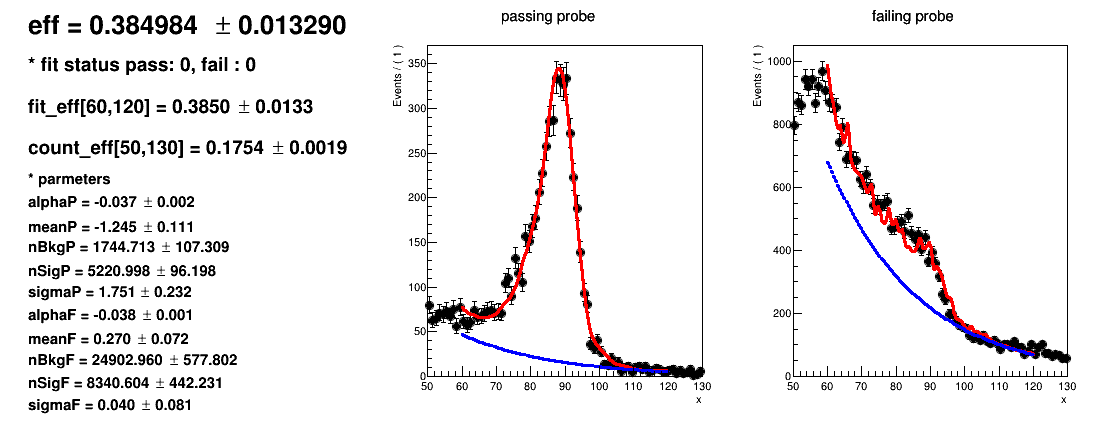 eff = 0.384984 ± 0.013290
* fit status pass: 0, fail : 0
fit_eff[60,120] = 0.3850 ± 0.0133
count_eff[50,130] = 0.1754 ± 0.0019
* parmeters
alphaP = -0.037 ± 0.002
meanP = -1.245 ± 0.111
nBkgP = 1744.713 ± 107.309
nSigP = 5220.998 ± 96.198
sigmaP = 1.751 ± 0.232
alphaF = -0.038 ± 0.001
meanF = 0.270 ± 0.072
nBkgF = 24902.960 ± 577.802
nSigF = 8340.604 ± 442.231
sigmaF = 0.040 ± 0.081
passing probe
Events / ( 1 )
350
300
250
200
150
100
50
0
50 60 70 80 90 100 110 120 130
x
failing probe
Events / ( 1 )
1000
800
600
400
200
0
50 60 70 80 90 100 110 120 130
x